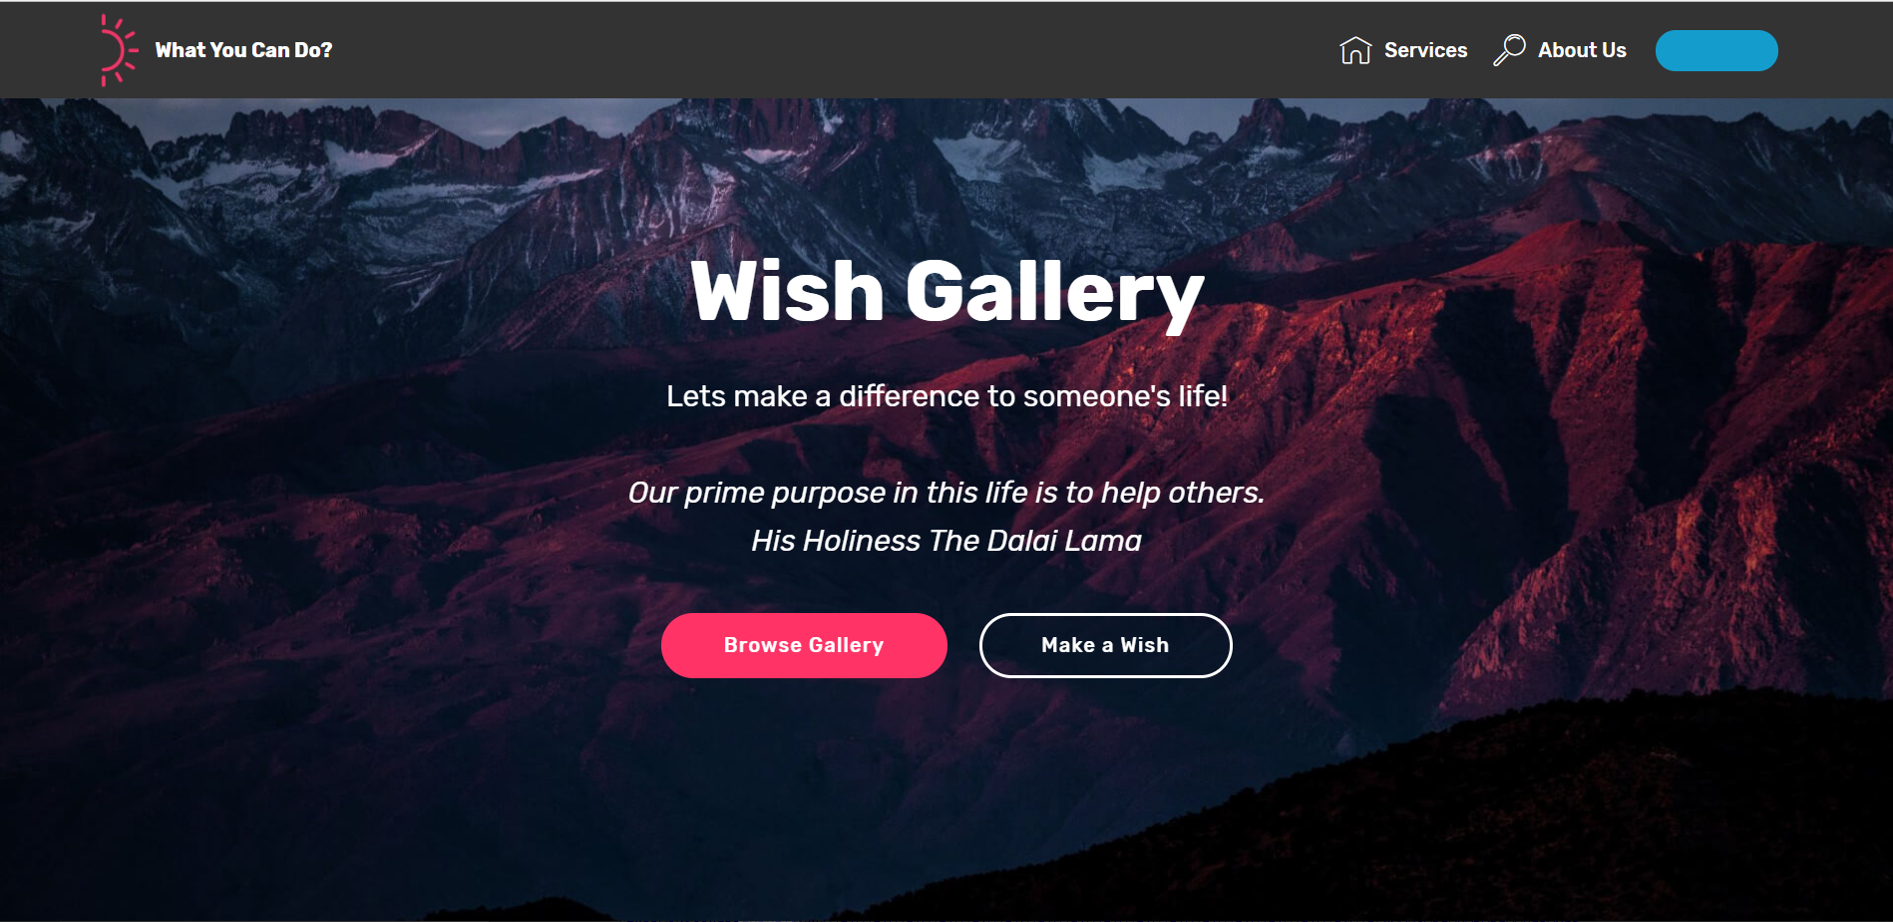 What You Can Do?
Services
About Us
Wish Gallery
Lets make a difference to someone's life!
Our prime purpose in this life is to help others.
His Holiness The Dalai Lama
Browse Gallery
Make a Wish